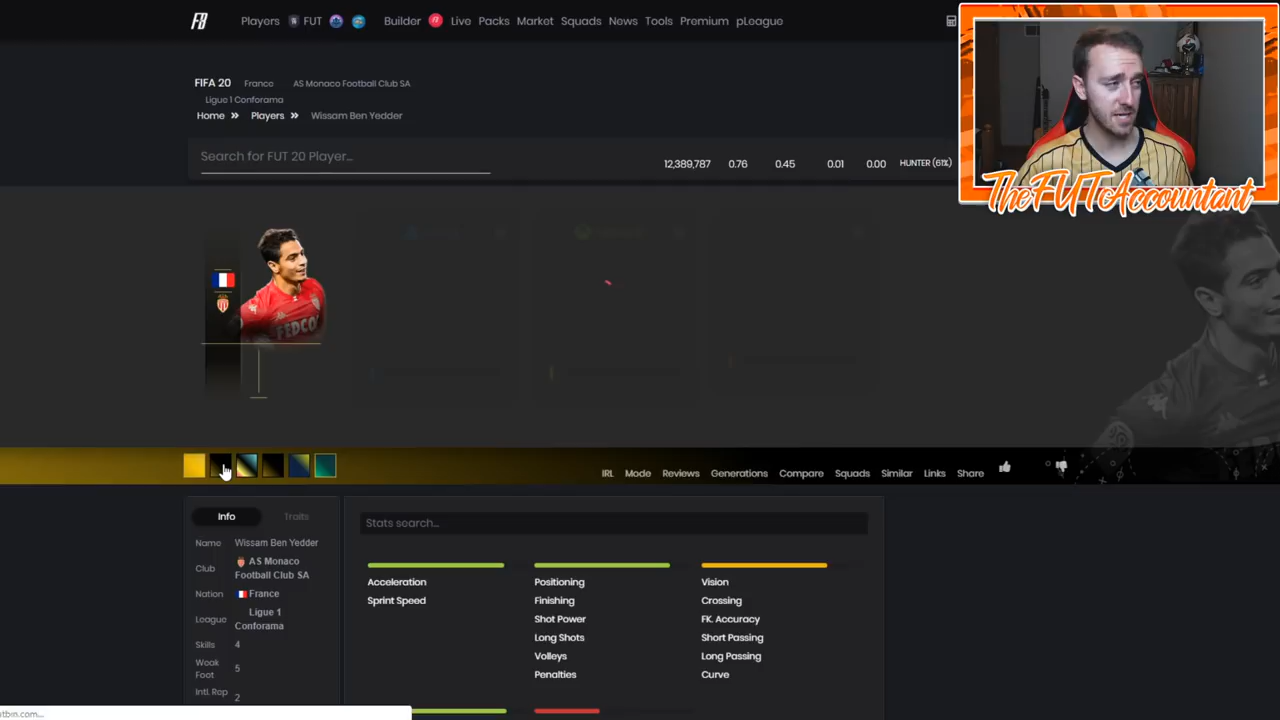 FB Players FUT Builder Live Packs Market Squads News Tools Premium pLeague
FIFA 20 France AS Monaco Football Club SA
Ligue 1 Conforama
Home » Players » Wissam Ben Yedder
Search for FUT 20 Player...
12,389,787 0.76 0.45 0.01 0.00 HUNTER (61%)
TheFUTAccountant
FEDCOM
IRL Mode Reviews Generations Compare Squads Similar Links Share
Info Traits
Name Wissam Ben Yedder
Club AS Monaco
Football Club SA
Nation France
League Ligue 1
Conforama
Skills 4
Weak
Foot 5
Intl. Rep 2
Stats search...
Acceleration
Sprint Speed
Positioning
Finishing
Shot Power
Long Shots
Volleys
Penalties
Vision
Crossing
FK. Accuracy
Short Passing
Long Passing
Curve
utbin.com...